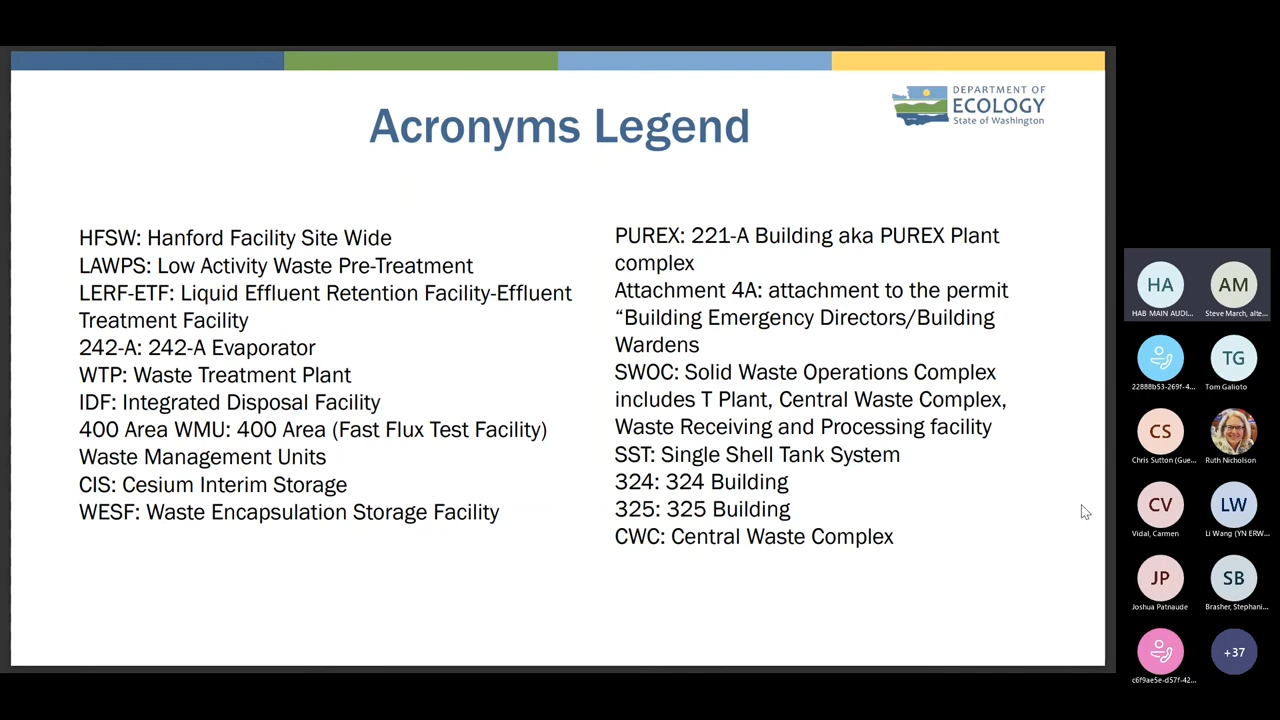 DEPARTMENT OF
ECOLOGY
State of Washington
Acronyms Legend
HFSW: Hanford Facility Site Wide
LAWPS: Low Activity Waste Pre-Treatment
LERF-ETF: Liquid Effluent Retention Facility-Effluent
Treatment Facility
242-A: 242-A Evaporator
WTP: Waste Treatment Plant
IDF: Integrated Disposal Facility
400 Area WMU: 400 Area (Fast Flux Test Facility)
Waste Management Units
CIS: Cesium Interim Storage
WESF: Waste Encapsulation Storage Facility
PUREX: 221-A Building aka PUREX Plant
complex
Attachment 4A: attachment to the permit
“Building Emergency Directors/Building
Wardens
SWOC: Solid Waste Operations Complex
includes T Plant, Central Waste Complex,
Waste Receiving and Processing facility
SST: Single Shell Tank System
324: 324 Building
325: 325 Building
CWC: Central Waste Complex
HA
HAB MAIN AUDI...
AM
Steve March, alte...
22888b53-269f-4...
TG
Tom Galioto
CS
Chris Sutton (Gue...
Ruth Nicholson
CV
Vidal, Carmen
LW
Li Wang (YN ERW...
JP
Joshua Patnaude
SB
Brasher, Stephani...
c6f9ae5e-d57f-42...
+37